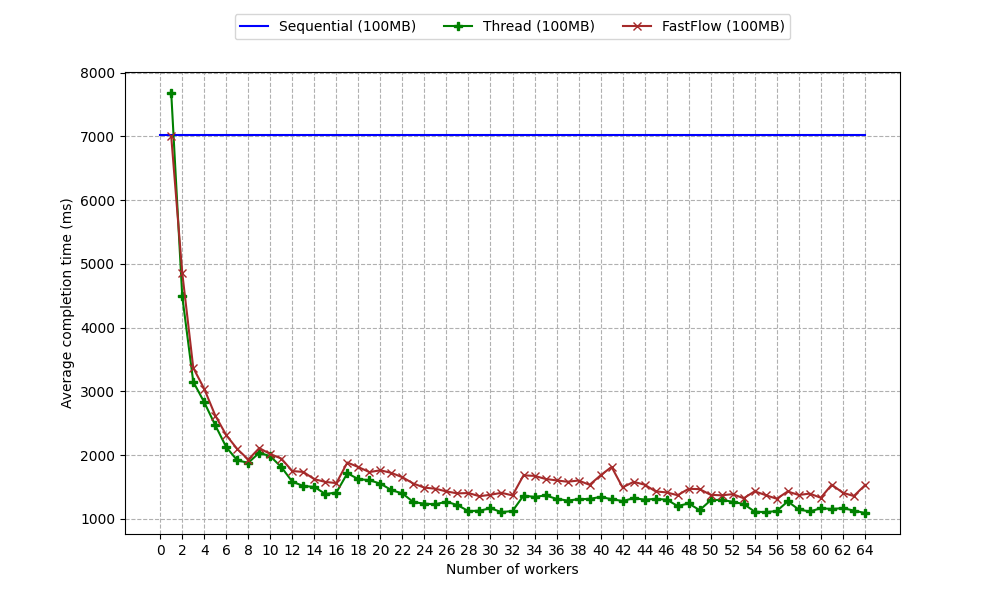 Sequential (100MB) Thread (100MB) FastFlow (100MB)
8000
7000
6000
5000
4000
3000
2000
1000
Average completion time (ms)
0 2 4 6 8 10 12 14 16 18 20 22 24 26 28 30 32 34 36 38 40 42 44 46 48 50 52 54 56 58 60 62 64
Number of workers